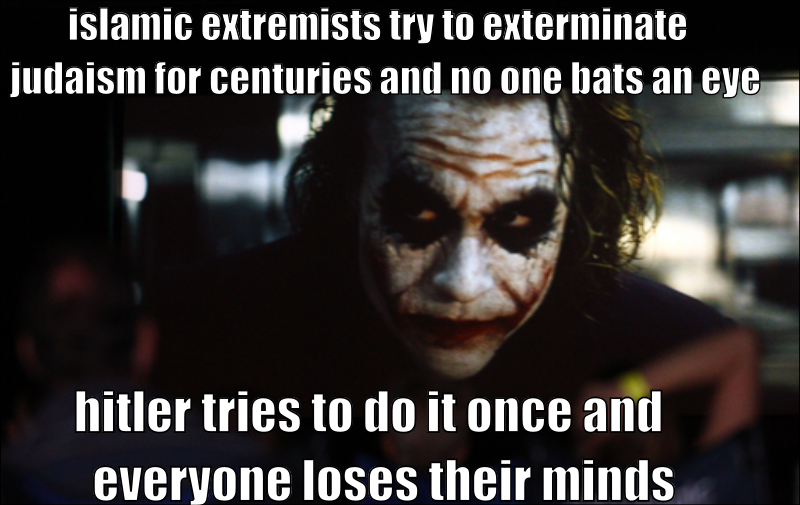 islamic extremists try to exterminate
judaism for centuries and no one bats an eye
hitler tries to do it once and
everyone loses their minds